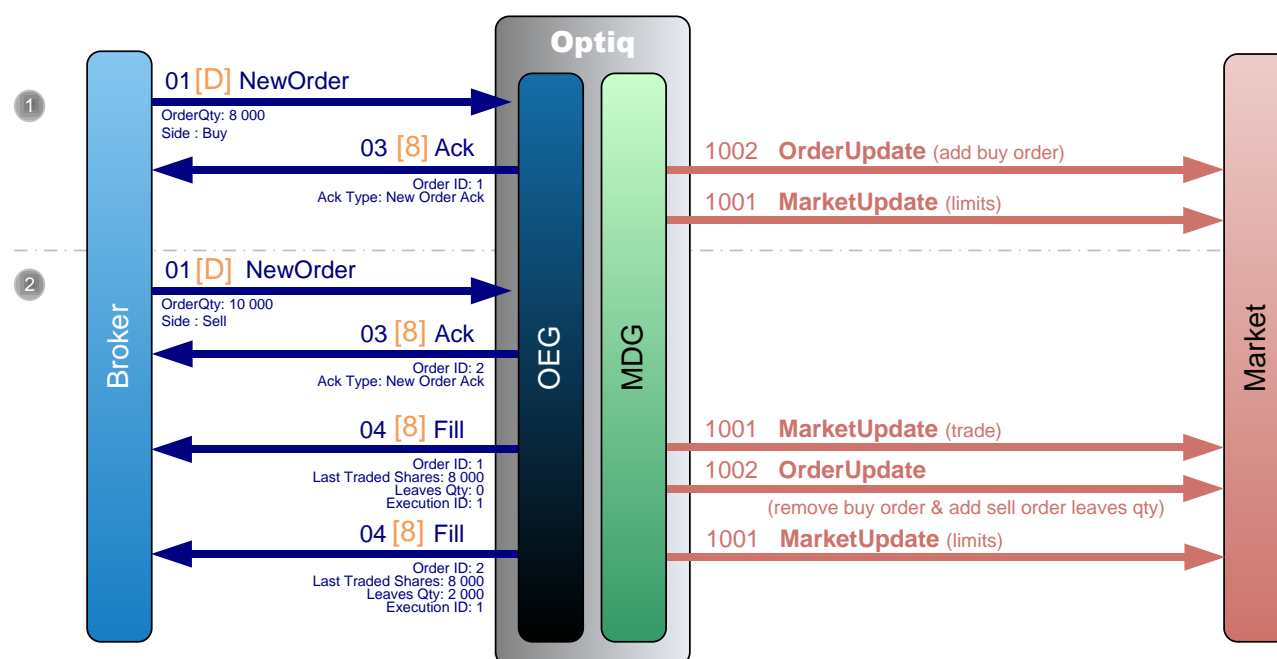 Optiq
1
01 [D] NewOrder
OrderQty: 8 000
Side : Buy
03 [8] Ack
Order ID: 1
Ack Type: New Order Ack
1002 OrderUpdate (add buy order)
1001 MarketUpdate (limits)
2
01 [D] NewOrder
OrderQty: 10 000
Side : Sell
03 [8] Ack
Order ID: 2
Ack Type: New Order Ack
04 [8] Fill
Order ID: 1
Last Traded Shares: 8 000
Leaves Qty: 0
Execution ID: 1
04 [8] Fill
Order ID: 2
Last Traded Shares: 8 000
Leaves Qty: 2 000
Execution ID: 1
1001 MarketUpdate (trade)
1002 OrderUpdate
(remove buy order & add sell order leaves qty)
1001 MarketUpdate (limits)
Broker
OEG
MDG
Market